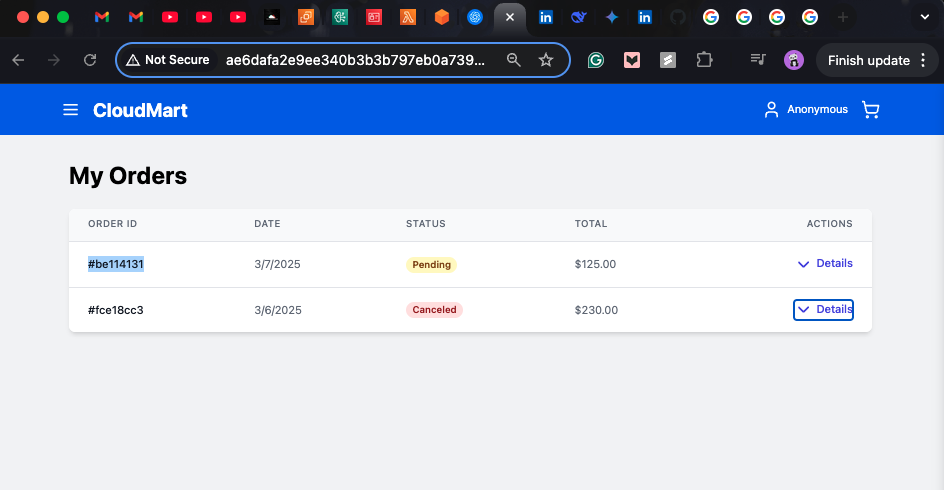 Not Secure ae6dafa2e9ee340b3b3b797eb0a739... Finish update
CloudMart Anonymous
My Orders
ORDER ID DATE STATUS TOTAL ACTIONS
#be114131 3/7/2025 Pending $125.00 Details
#fce18cc3 3/6/2025 Canceled $230.00 Details